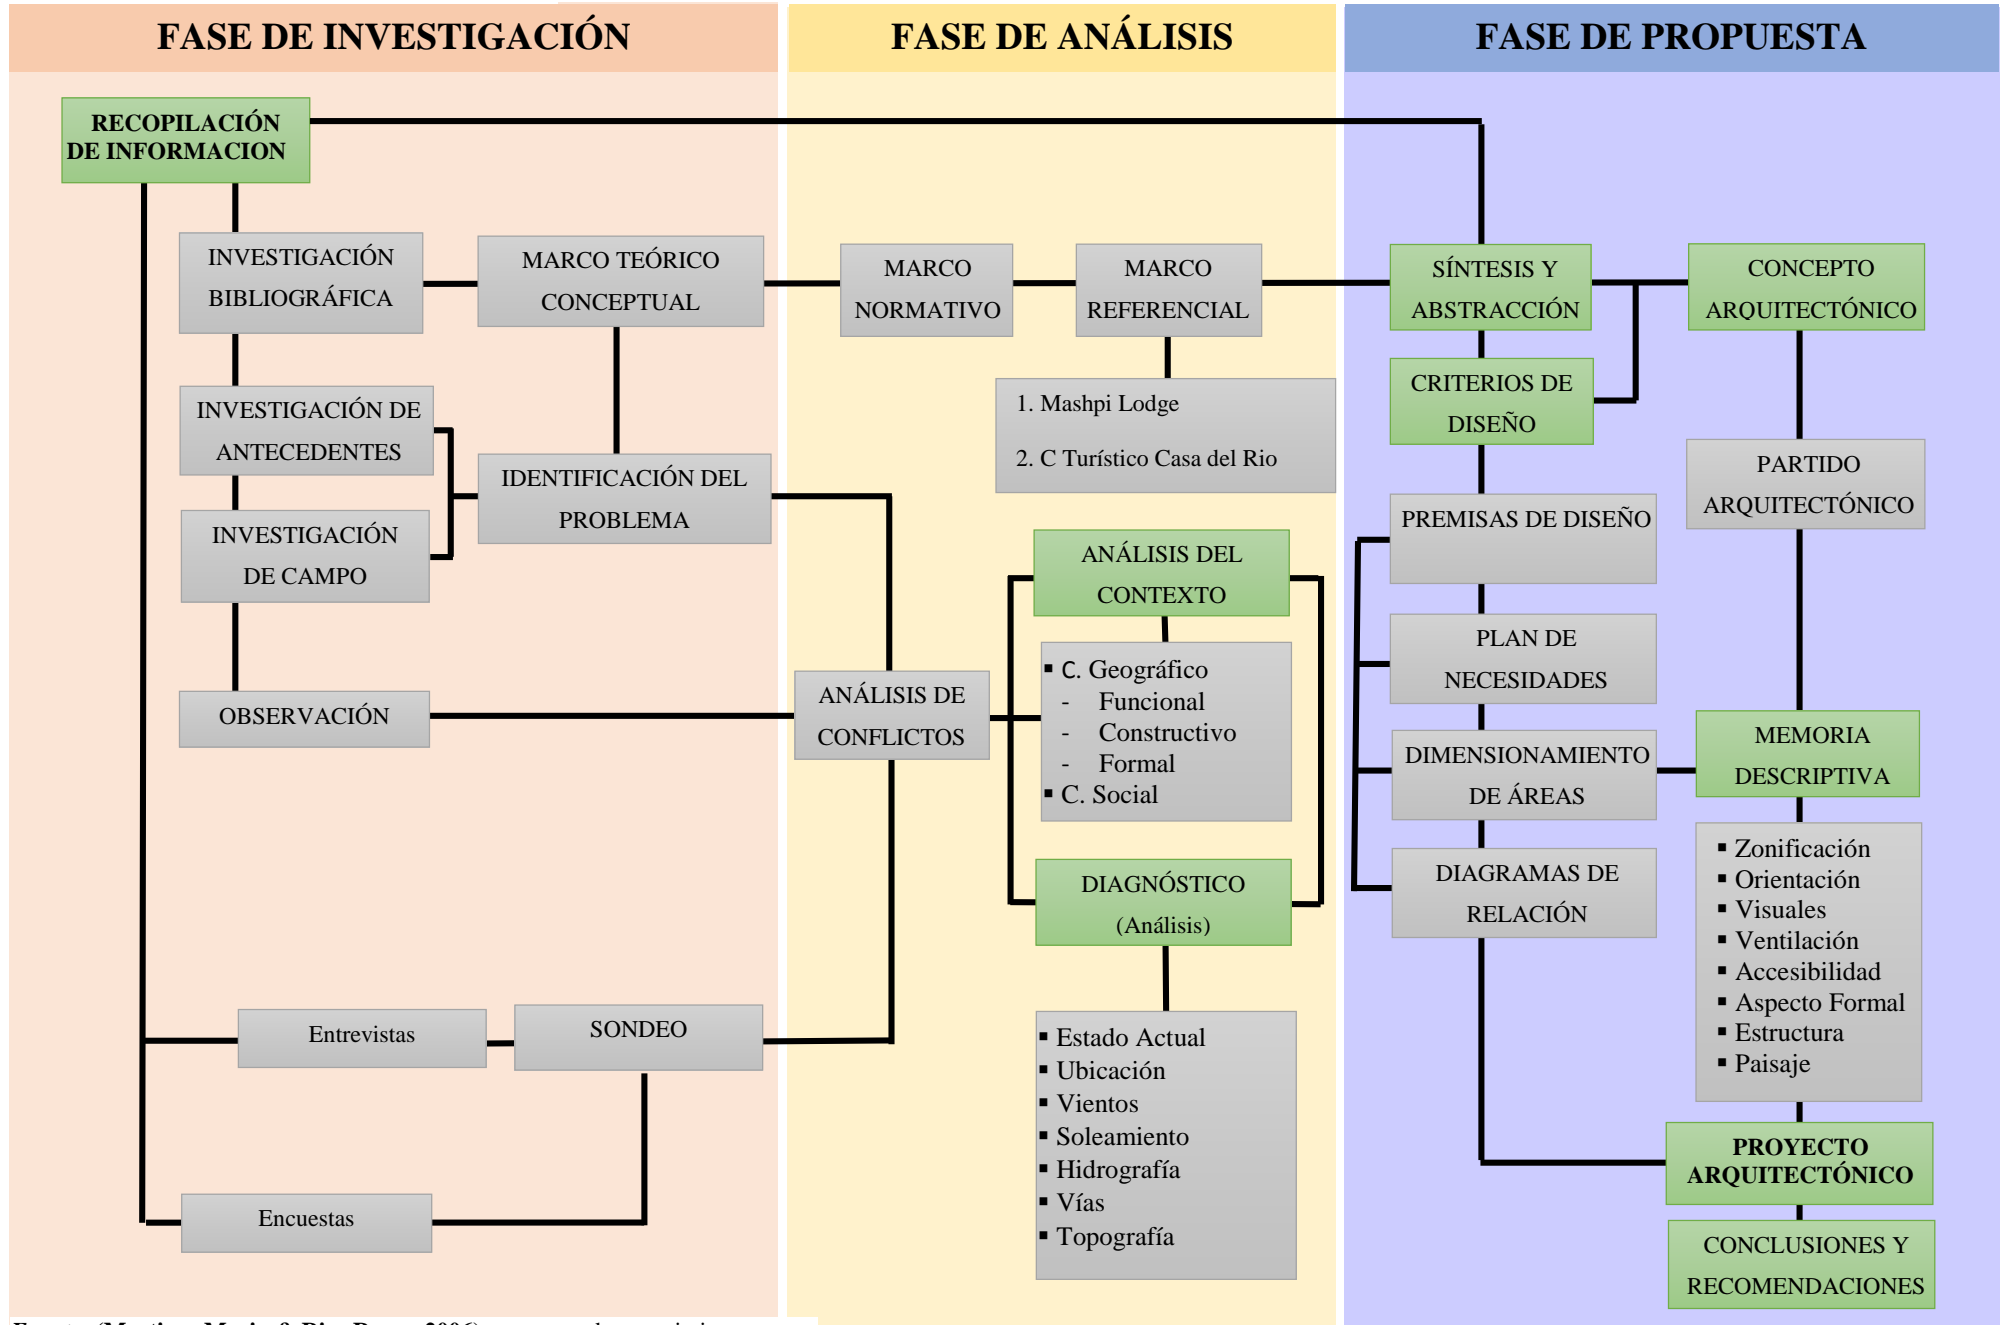 FASE DE INVESTIGACIÓN
FASE DE ANÁLISIS
FASE DE PROPUESTA
RECOPILACIÓN
DE INFORMACION
INVESTIGACIÓN
BIBLIOGRÁFICA
MARCO TEÓRICO
CONCEPTUAL
INVESTIGACIÓN DE
ANTECEDENTES
INVESTIGACIÓN
DE CAMPO
IDENTIFICACIÓN DEL
PROBLEMA
OBSERVACIÓN
Entrevistas
SONDEO
Encuestas
MARCO
NORMATIVO
MARCO
REFERENCIAL
1. Mashpi Lodge
2. C Turístico Casa del Rio
ANÁLISIS DEL
CONTEXTO
ANÁLISIS DE
CONFLICTOS
▪ C. Geográfico
- Funcional
- Constructivo
- Formal
▪ C. Social
DIAGNÓSTICO
(Análisis)
▪ Estado Actual
▪ Ubicación
▪ Vientos
▪ Soleamiento
▪ Hidrografía
▪ Vías
▪ Topografía
SÍNTESIS Y
ABSTRACCIÓN
CONCEPTO
ARQUITECTÓNICO
CRITERIOS DE
DISEÑO
PARTIDO
ARQUITECTÓNICO
PREMISAS DE DISEÑO
PLAN DE
NECESIDADES
DIMENSIONAMIENTO
DE ÁREAS
MEMORIA
DESCRIPTIVA
DIAGRAMAS DE
RELACIÓN
▪ Zonificación
▪ Orientación
▪ Visuales
▪ Ventilación
▪ Accesibilidad
▪ Aspecto Formal
▪ Estructura
▪ Paisaje
PROYECTO
ARQUITECTÓNICO
CONCLUSIONES Y
RECOMENDACIONES